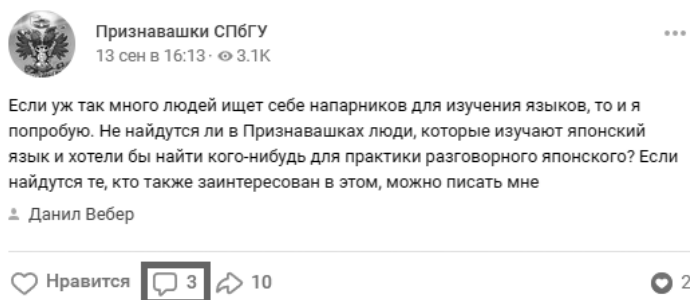 Признавашки СПбГУ
13 сен в 16:13 · 3.1K
Если уж так много людей ищет себе напарников для изучения языков, то и я
попробую. Не найдутся ли в Признавашках люди, которые изучают японский
язык и хотели бы найти кого-нибудь для практики разговорного японского? Если
найдутся те, кто также заинтересован в этом, можно писать мне
Данил Вебер
Нравится 3 10 2